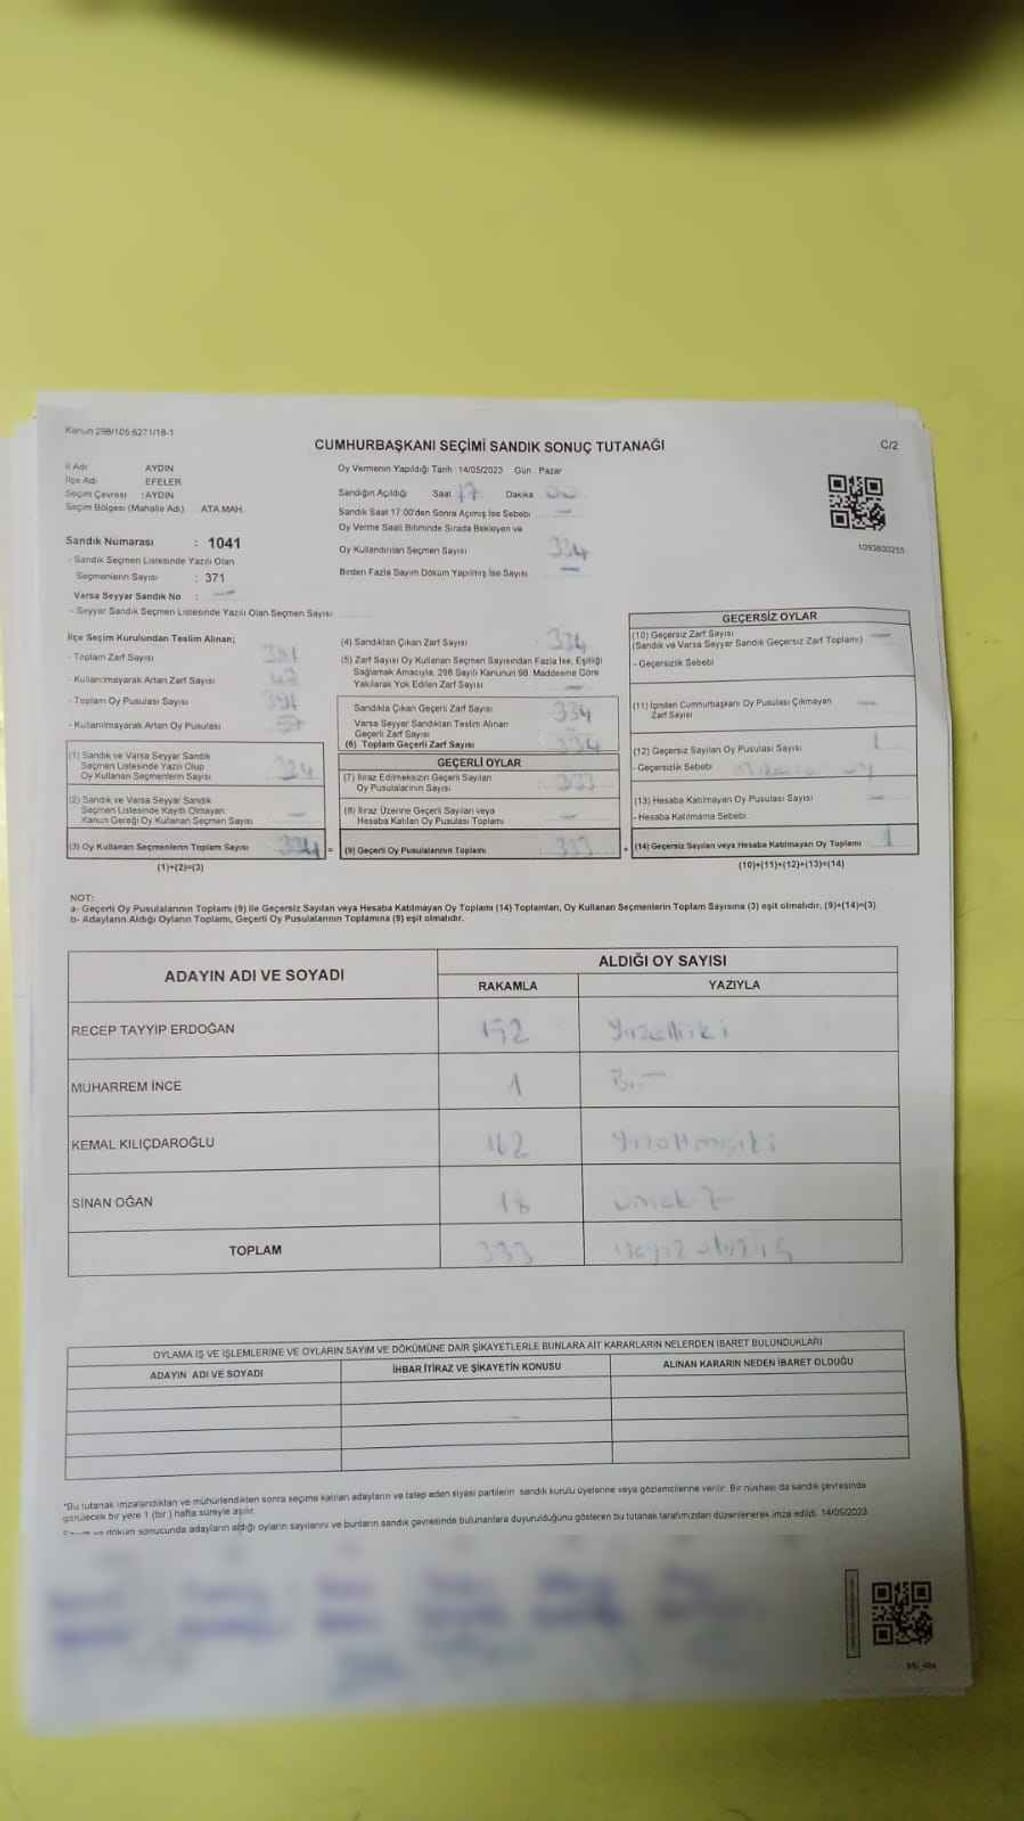 Kanun 298/105-6271/18-1
CUMHURBAŞKANI SEÇİMİ SANDIK SONUÇ TUTANAĞI
C/2
İl Adı AYDIN
İlçe Adı EFELER
Seçim Çevresi : AYDIN
Seçim Bölgesi (Mahalle Adı) ATA MAH.
Oy Vermenin Yapıldığı Tarih 14/05/2023 Gün Pazar
Sandığın Açıldığı Saat 17 Dakika 00
Sandık Saat 17:00'den Sonra Açılmış İse Sebebi —
Oy Verme Saati Bitiminde Sırada Bekleyen ve
Oy Kullandırılan Seçmen Sayısı 334
Birden Fazla Sayım Döküm Yapılmış İse Sayısı —
1093800255
Sandık Numarası : 1041
- Sandık Seçmen Listesinde Yazılı Olan
Seçmenlerin Sayısı : 371
Varsa Seyyar Sandık No : —
- Seyyar Sandık Seçmen Listesinde Yazılı Olan Seçmen Sayısı
İlçe Seçim Kurulundan Teslim Alınan;
- Toplam Zarf Sayısı
- Kullanılmayarak Artan Zarf Sayısı
- Toplam Oy Pusulası Sayısı
- Kullanılmayarak Artan Oy Pusulası
(1) Sandık ve Varsa Seyyar Sandık
Seçmen Listesinde Yazılı Olup
Oy Kullanan Seçmenlerin Sayısı
(2) Sandık ve Varsa Seyyar Sandık
Seçmen Listesinde Kayıtlı Olmayan
Kanun Gereği Oy Kullanan Seçmen Sayısı —
(3) Oy Kullanan Seçmenlerin Toplam Sayısı 334 =
(1)+(2)=(3)
(4) Sandıktan Çıkan Zarf Sayısı 334
(5) Zarf Sayısı Oy Kullanan Seçmen Sayısından Fazla İse, Eşitliği
Sağlamak Amacıyla, 298 Sayılı Kanunun 98. Maddesine Göre
Yakılarak Yok Edilen Zarf Sayısı —
Sandıkta Çıkan Geçerli Zarf Sayısı 334
Varsa Seyyar Sandıktan Teslim Alınan
Geçerli Zarf Sayısı —
(6) Toplam Geçerli Zarf Sayısı 334
GEÇERLİ OYLAR
(7) İtiraz Edilmeksizin Geçerli Sayılan
Oy Pusulalarının Sayısı 333
(8) İtiraz Üzerine Geçerli Sayılan veya
Hesaba Katılan Oy Pusulası Toplamı —
(9) Geçerli Oy Pusulalarının Toplamı 333 +
GEÇERSİZ OYLAR
(10) Geçersiz Zarf Sayısı —
(Sandık ve Varsa Seyyar Sandık Geçersiz Zarf Toplamı)
- Geçersizlik Sebebi
(11) İçinden Cumhurbaşkanı Oy Pusulası Çıkmayan
Zarf Sayısı —
(12) Geçersiz Sayılan Oy Pusulası Sayısı 1
- Geçersizlik Sebebi
(13) Hesaba Katılmayan Oy Pusulası Sayısı —
- Hesaba Katılmama Sebebi
(14) Geçersiz Sayılan veya Hesaba Katılmayan Oy Toplamı 1
(10)+(11)+(12)+(13)=(14)
NOT:
a- Geçerli Oy Pusulalarının Toplamı (9) ile Geçersiz Sayılan veya Hesaba Katılmayan Oy Toplamı (14) Toplamları, Oy Kullanan Seçmenlerin Toplam Sayısına (3) eşit olmalıdır, (9)+(14)=(3)
b- Adayların Aldığı Oyların Toplamı, Geçerli Oy Pusulalarının Toplamına (9) eşit olmalıdır.
ADAYIN ADI VE SOYADI
ALDIĞI OY SAYISI
RAKAMLA YAZIYLA
RECEP TAYYİP ERDOĞAN 152 Yüzelliiki
MUHARREM İNCE 1 Bir
KEMAL KILIÇDAROĞLU 162
SİNAN OĞAN 18
TOPLAM 333
OYLAMA İŞ VE İŞLEMLERİNE VE OYLARIN SAYIM VE DÖKÜMÜNE DAİR ŞİKAYETLERLE BUNLARA AİT KARARLARIN NELERDEN İBARET BULUNDUKLARI
ADAYIN ADI VE SOYADI İHBAR İTİRAZ VE ŞİKAYETİN KONUSU ALINAN KARARIN NEDEN İBARET OLDUĞU
*Bu tutanak imzalandıktan ve mühürlendikten sonra seçime katılan adayların ve talep eden siyasi partilerin sandık kurulu üyelerine veya gözlemcilerine verilir. Bir nüshası da sandık çevresinde
görülecek bir yere 1 (bir) hafta süreyle asılır.
ve döküm sonucunda adayların aldığı oyların sayılarını ve bunların sandık çevresinde bulunanlara duyurulduğunu gösteren bu tutanak tarafımızdan düzenlenerek imza edildi. 14/05/2023